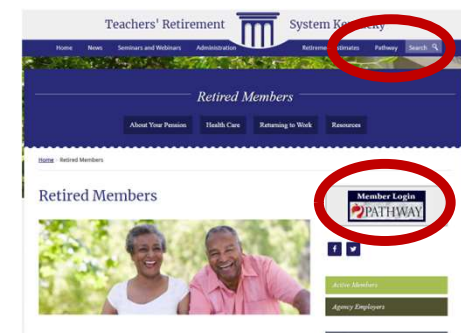 Teachers' Retirement System Kentucky
Home News Seminars and Webinars Administration Retirement Estimates Pathway Search
Retired Members
About Your Pension Health Care Returning to Work Resources
Home Retired Members
Retired Members
Member Login
PATHWAY
f
Active Members
Agency Employers